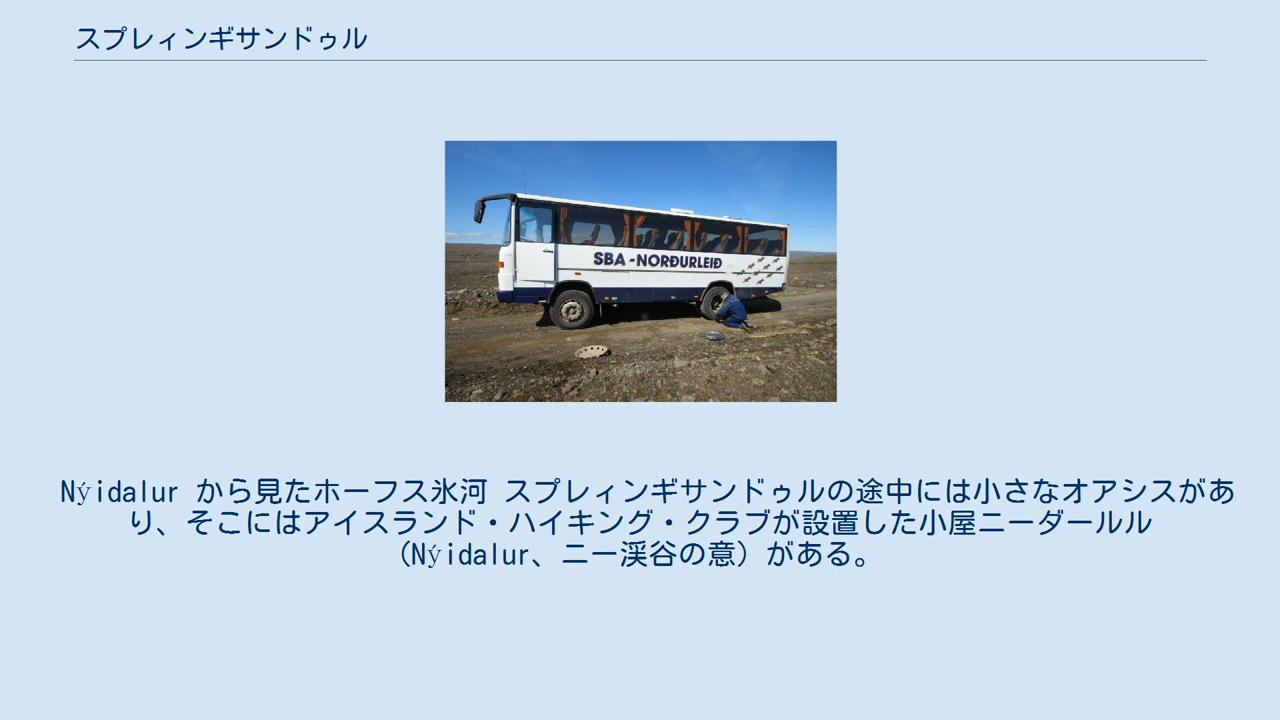 スプレィンギサンドゥル
SBA -NORÐURLEIÐ
Nýidalur から見たホーフス氷河 スプレィンギサンドゥルの途中には小さなオアシスがあ
り、そこにはアイスランド・ハイキング・クラブが設置した小屋ニーダールル
（Nýidalur、ニー渓谷の意）がある。